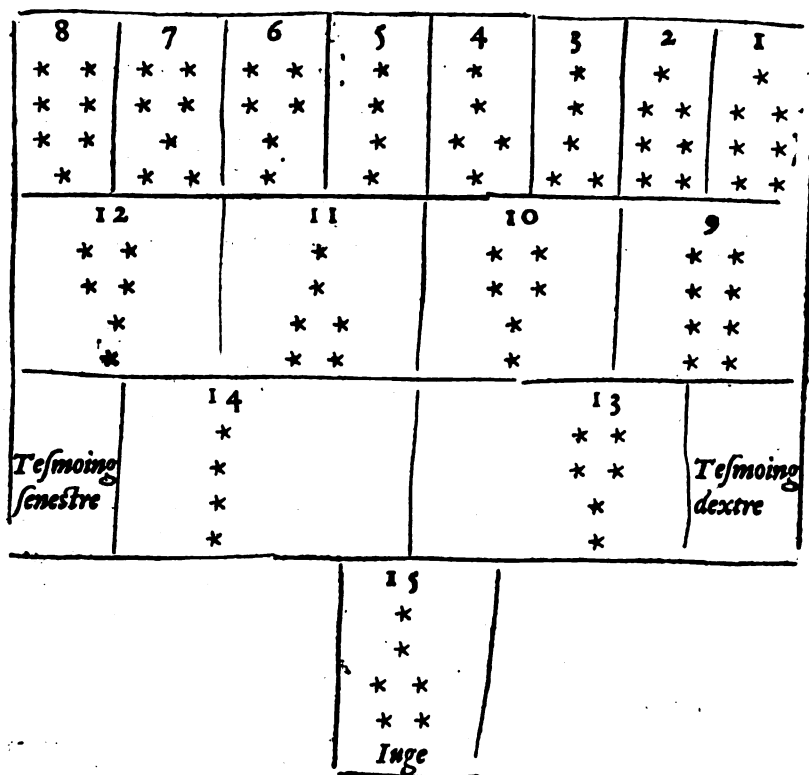 8 7 6 5 4 3 2 1
12 11 10 9
14 13
Teſmoing
ſeneſtre
Teſmoing
dextre
15
Iuge